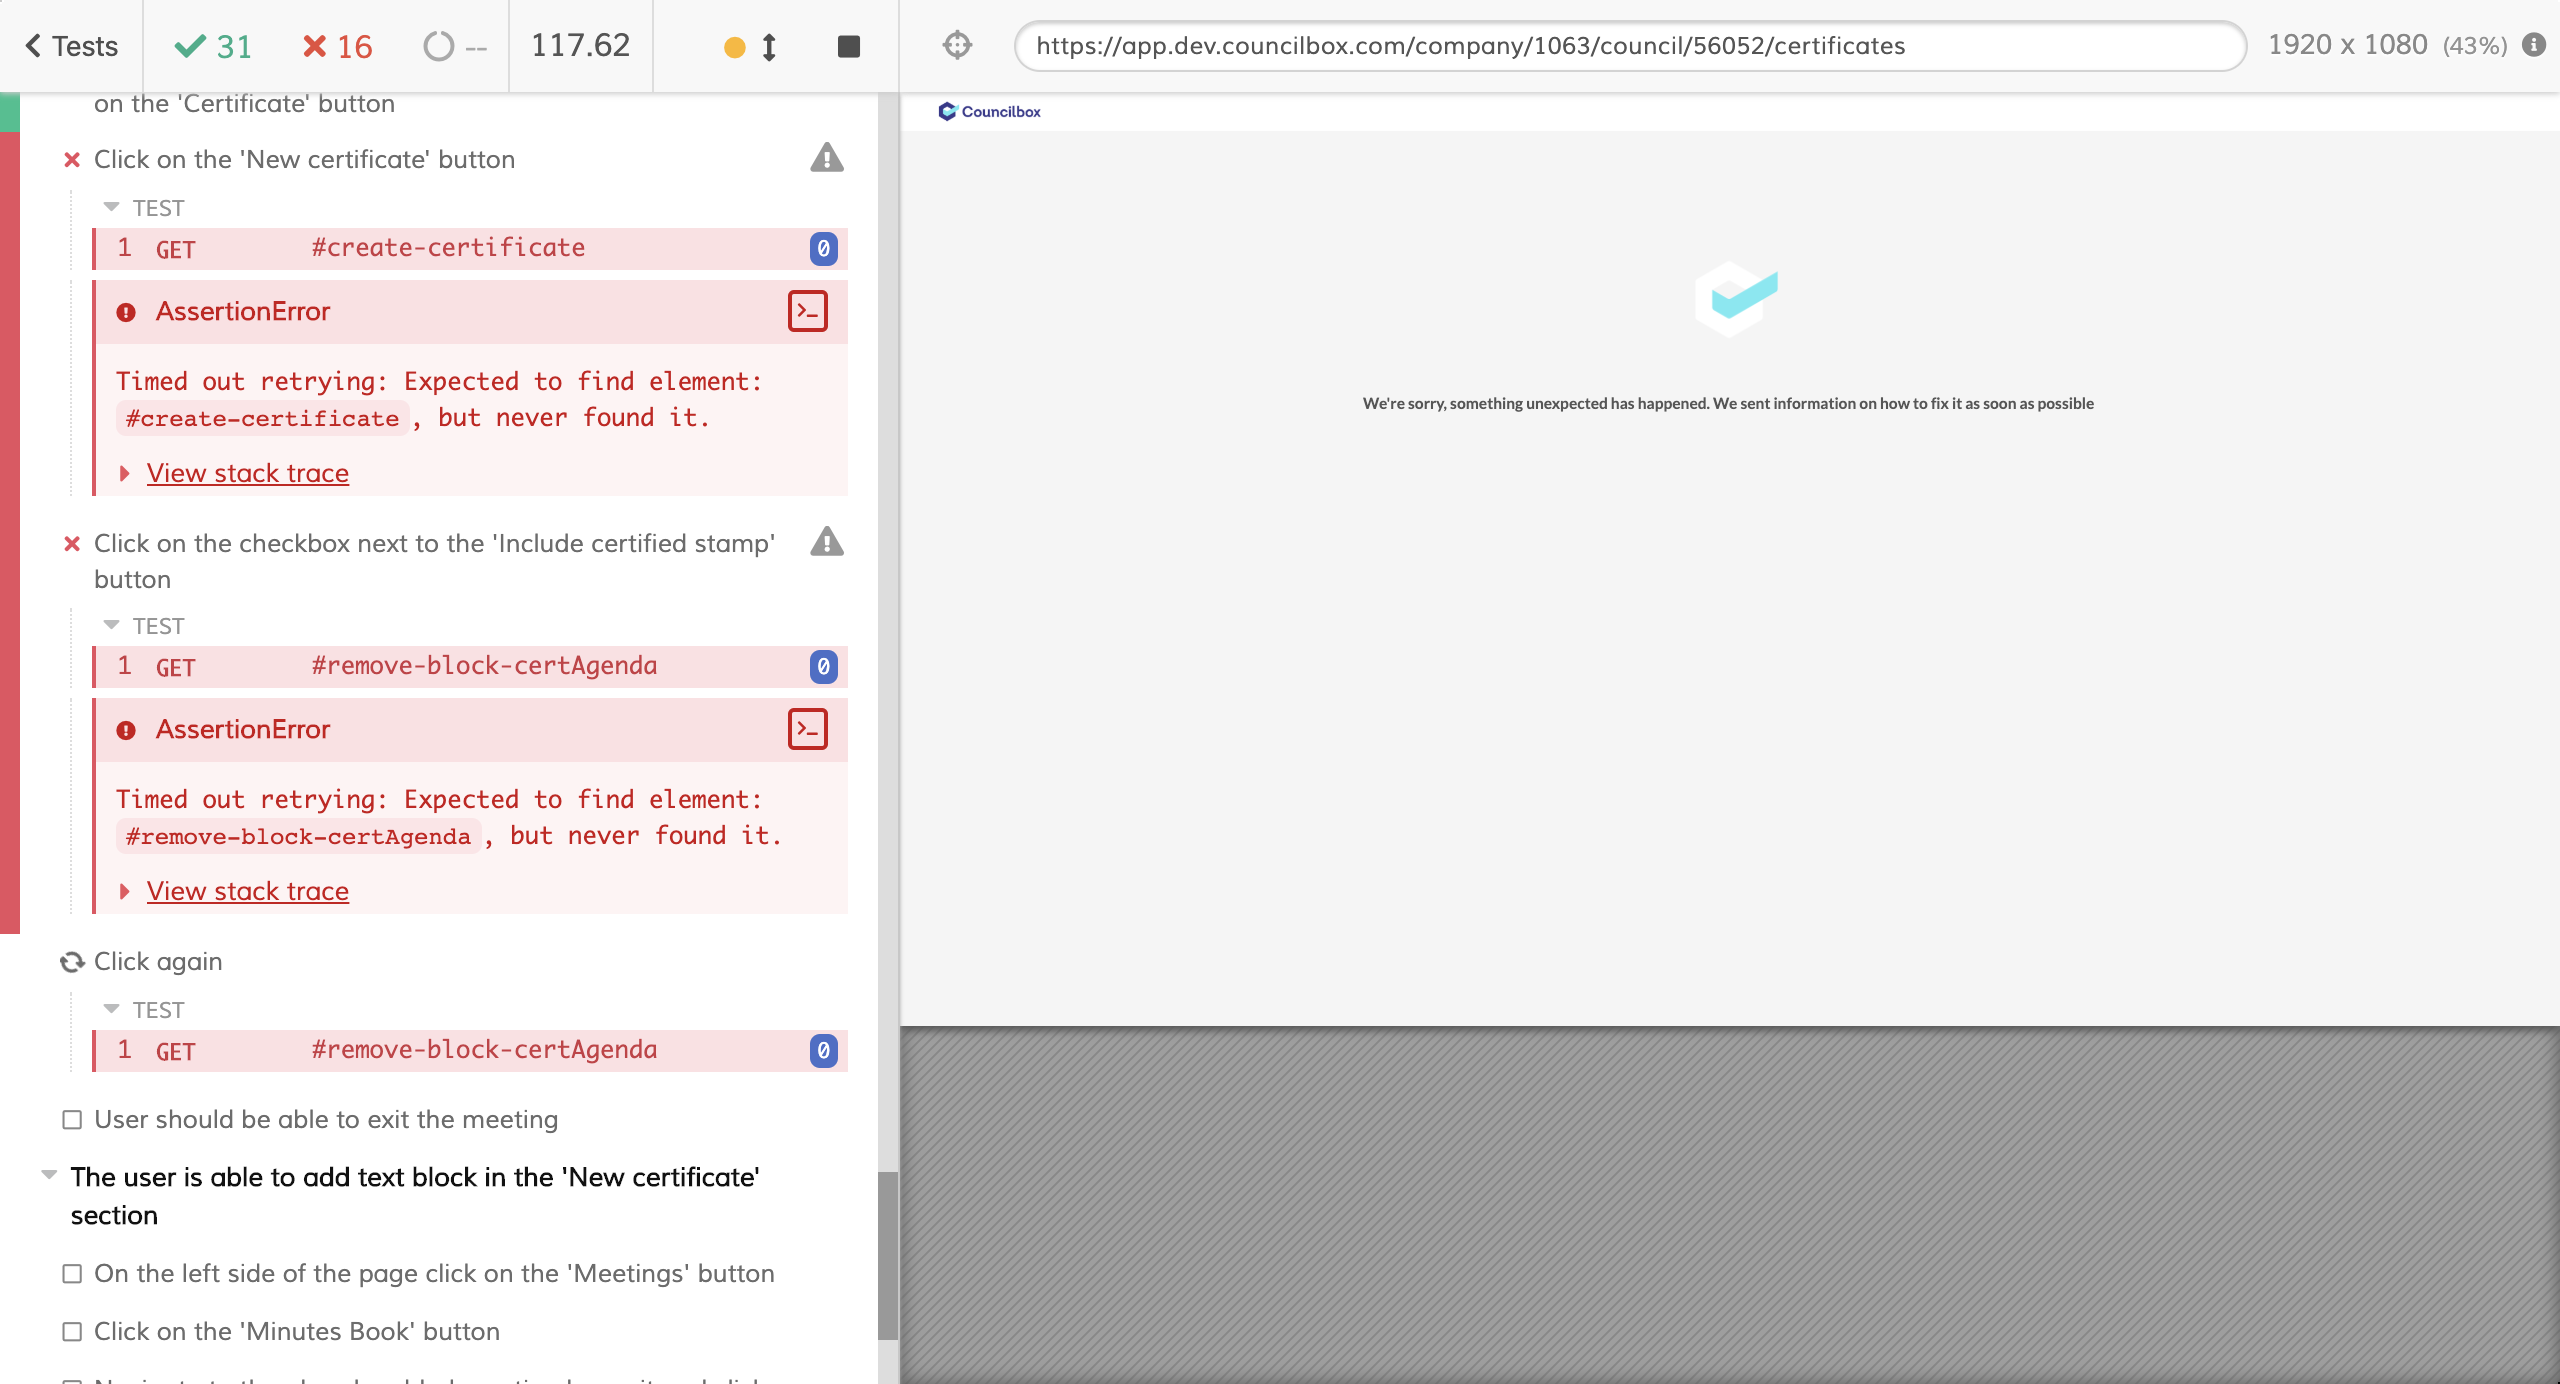 Tests
31
16
--
117.62
https://app.dev.councilbox.com/company/1063/council/56052/certificates
1920 x 1080 (43%)
on the 'Certificate' button
Click on the 'New certificate' button
TEST
1 GET #create-certificate 0
AssertionError
Timed out retrying: Expected to find element:
#create-certificate, but never found it.
View stack trace
Click on the checkbox next to the 'Include certified stamp'
button
TEST
1 GET #remove-block-certAgenda 0
AssertionError
Timed out retrying: Expected to find element:
#remove-block-certAgenda, but never found it.
View stack trace
Click again
TEST
1 GET #remove-block-certAgenda 0
User should be able to exit the meeting
The user is able to add text block in the 'New certificate'
section
On the left side of the page click on the 'Meetings' button
Click on the 'Minutes Book' button
Councilbox
We're sorry, something unexpected has happened. We sent information on how to fix it as soon as possible